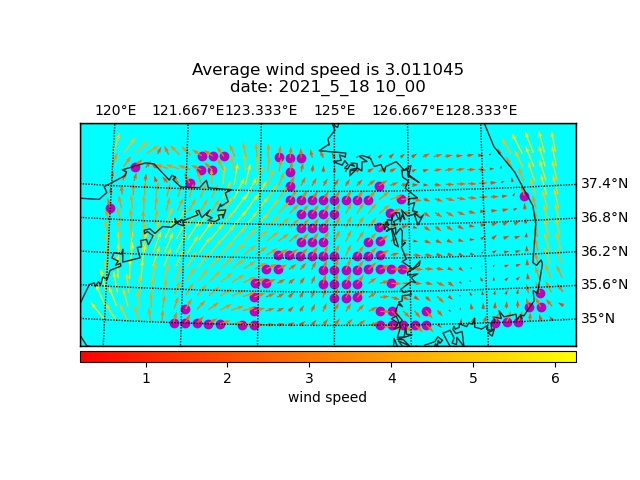 Average wind speed is 3.011045
date: 2021_5_18 10_00
120°E 121.667°E 123.333°E 125°E 126.667°E 128.333°E
37.4°N
36.8°N
36.2°N
35.6°N
35°N
1 2 3 4 5 6
wind speed